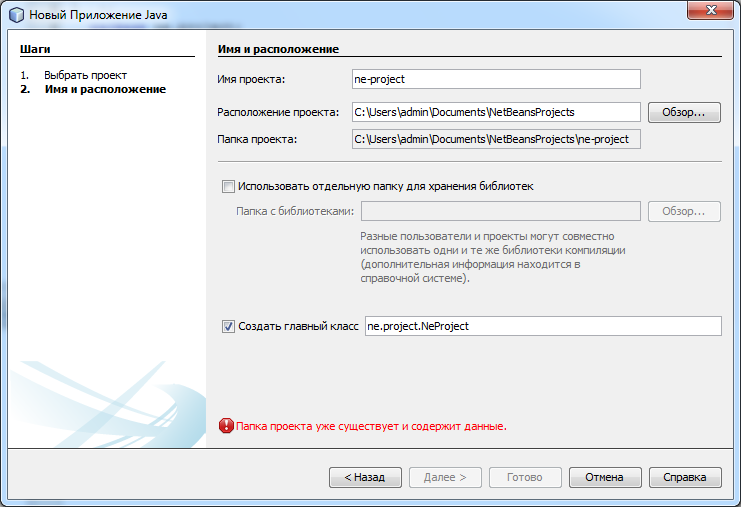 Новый Приложение Java
Шаги
1. Выбрать проект
2. Имя и расположение
Имя и расположение
Имя проекта: ne-project
Расположение проекта: C:\Users\admin\Documents\NetBeansProjects Обзор...
Папка проекта: C:\Users\admin\Documents\NetBeansProjects\ne-project
Использовать отдельную папку для хранения библиотек
Папка с библиотеками: Обзор...
Разные пользователи и проекты могут совместно
использовать одни и те же библиотеки компиляции
(дополнительная информация находится в
справочной системе).
Создать главный класс ne.project.NeProject
Папка проекта уже существует и содержит данные.
< Назад Далее > Готово Отмена Справка